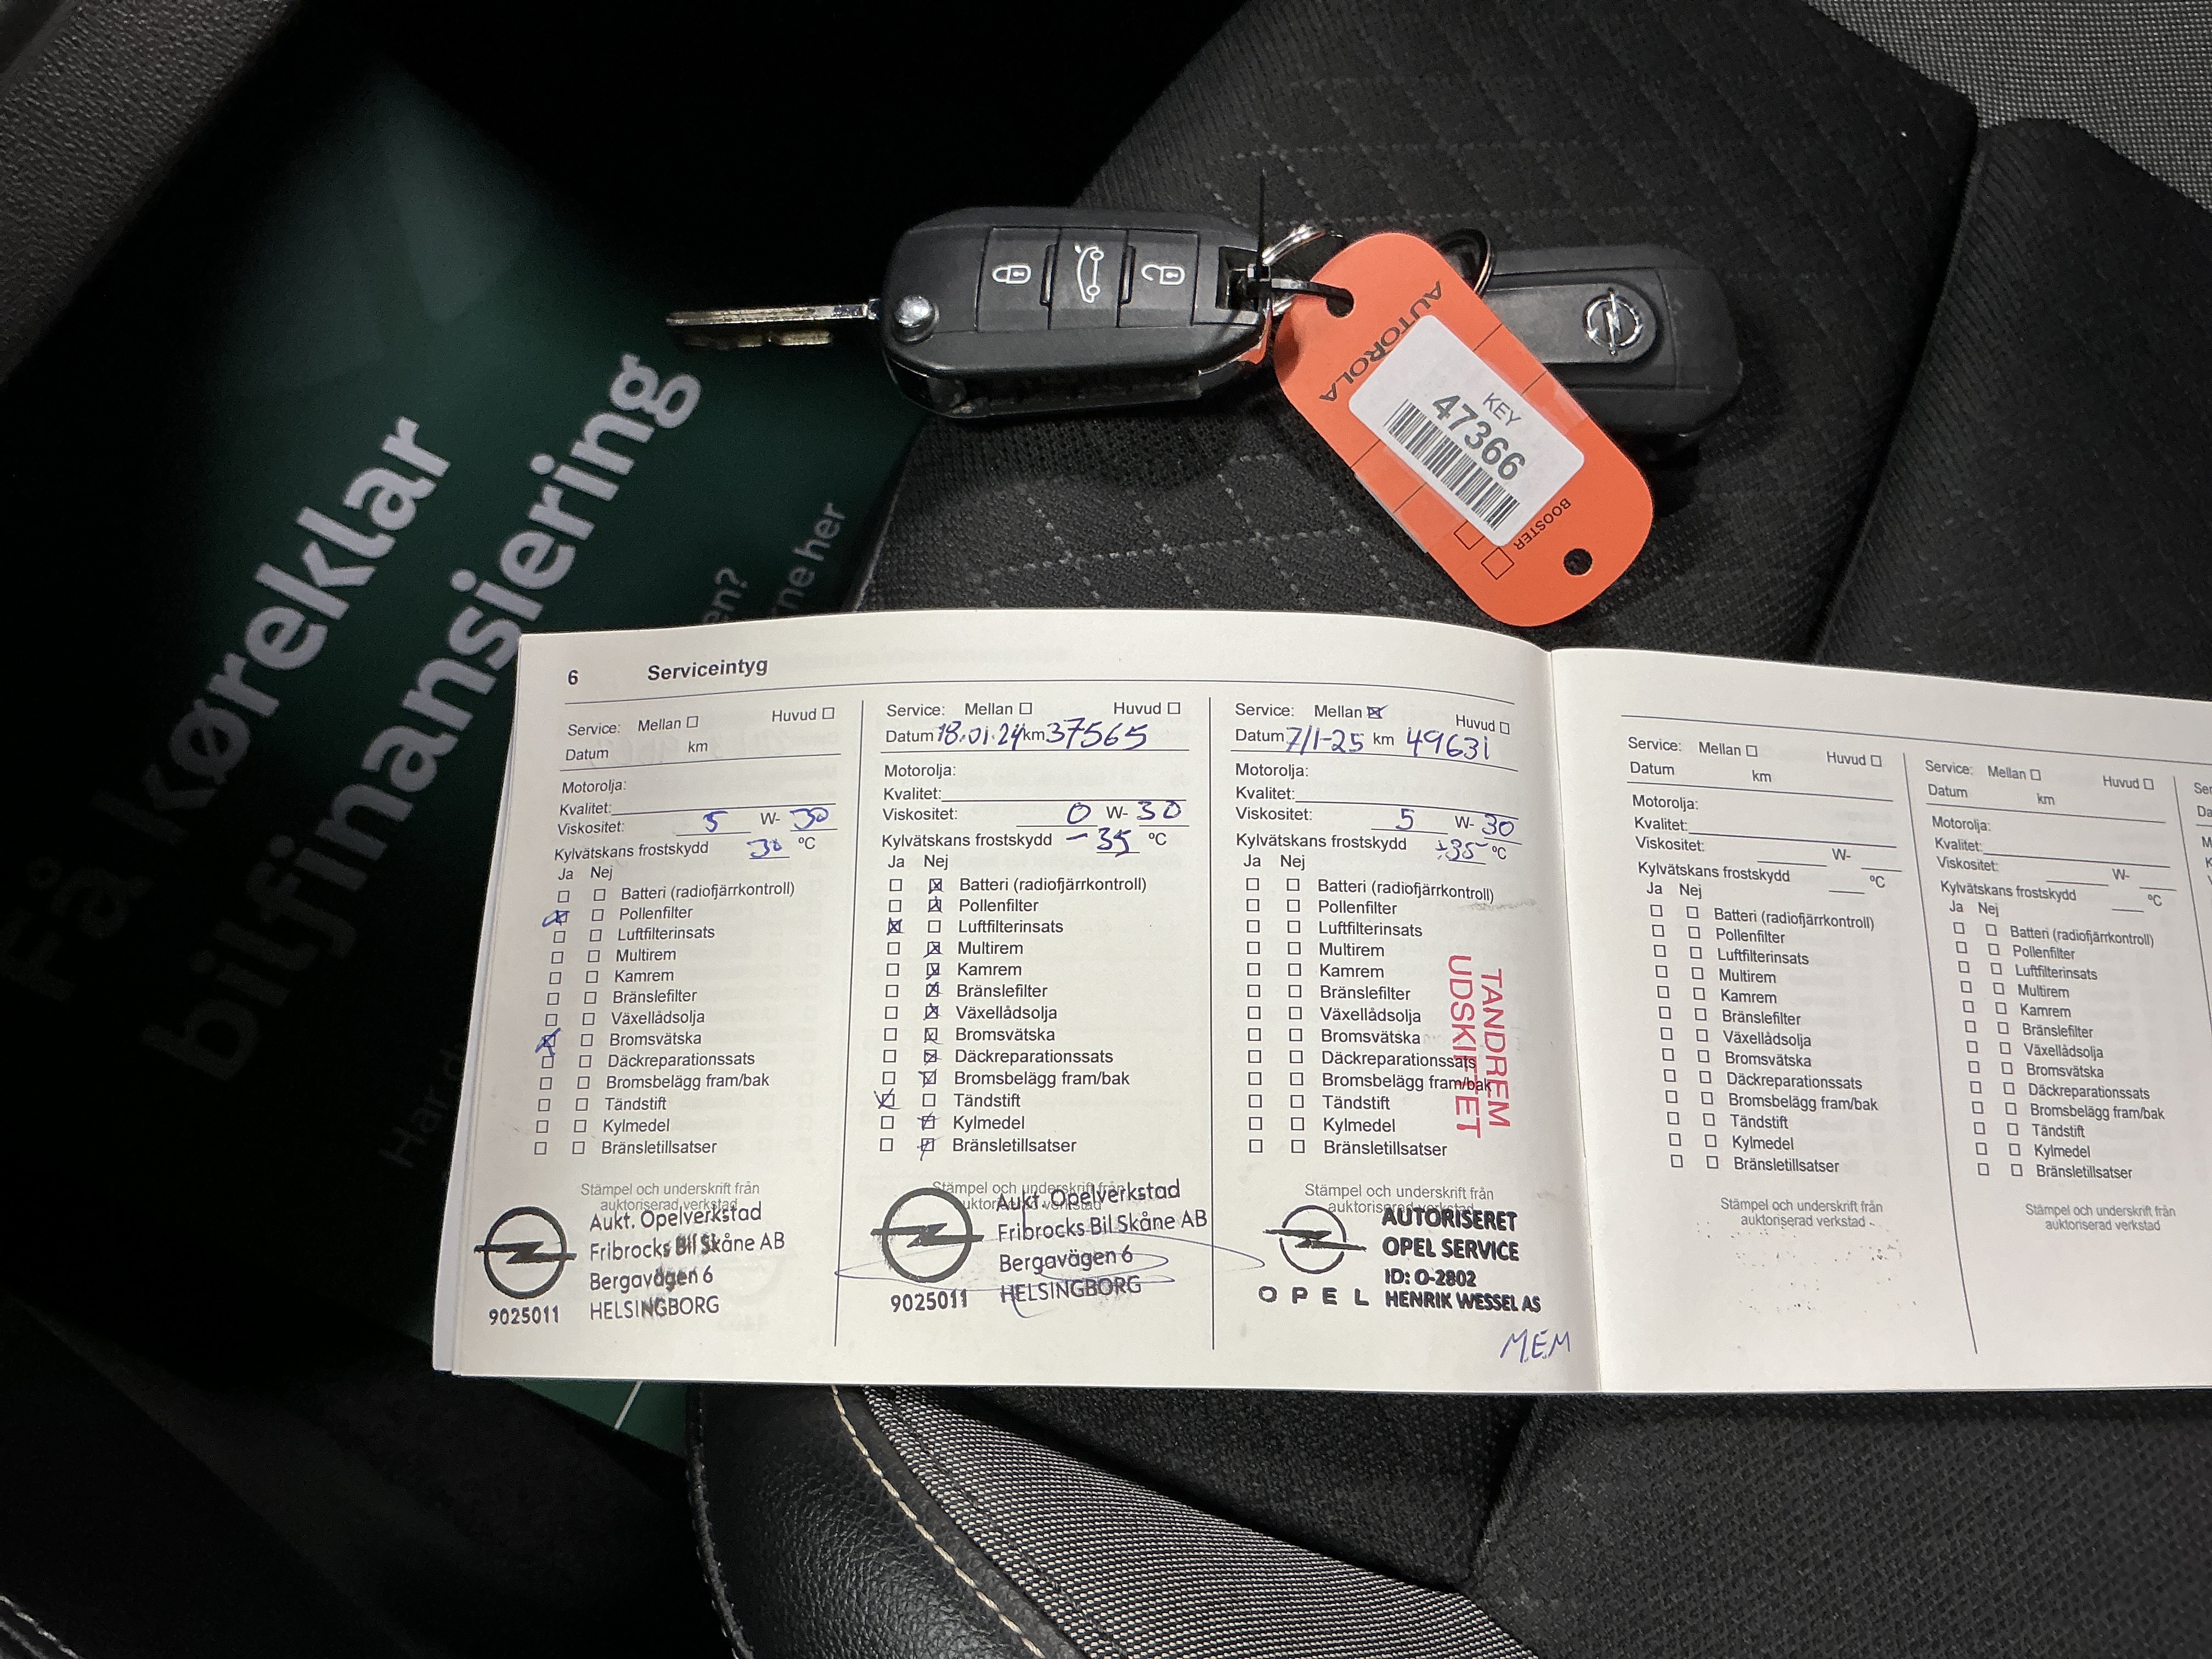 Få køreklar
bilfinansiering
her
AUTOROLA
KEY
47366
BOOSTER
6 Serviceintyg
Service: Mellan Huvud
Datum km
Motorolja:
Kvalitet:
Viskositet: 5 W- 30
Kylvätskans frostskydd 30 °C
Ja Nej
Batteri (radiofjärrkontroll)
Pollenfilter
Luftfilterinsats
Multirem
Kamrem
Bränslefilter
Växellådsolja
Bromsvätska
Däckreparationssats
Bromsbelägg fram/bak
Tändstift
Kylmedel
Bränsletillsatser
Stämpel och underskrift från
auktoriserad verkstad
Aukt. Opelverkstad
Fribrocks Bil Skåne AB
Bergavägen 6
9025011 HELSINGBORG
Service: Mellan Huvud
Datum 18.01.24 km 37565
Motorolja:
Kvalitet:
Viskositet: 0 W- 30
Kylvätskans frostskydd -35 °C
Ja Nej
Batteri (radiofjärrkontroll)
Pollenfilter
Luftfilterinsats
Multirem
Kamrem
Bränslefilter
Växellådsolja
Bromsvätska
Däckreparationssats
Bromsbelägg fram/bak
Tändstift
Kylmedel
Bränsletillsatser
Stämpel och underskrift från
auktoriserad verkstad
Aukt. Opelverkstad
Fribrocks Bil Skåne AB
Bergavägen 6
9025011 HELSINGBORG
Service: Mellan Huvud
Datum 7/1-25 km 49631
Motorolja:
Kvalitet:
Viskositet: 5 W- 30
Kylvätskans frostskydd 35 °C
Ja Nej
Batteri (radiofjärrkontroll)
Pollenfilter
Luftfilterinsats
Multirem
Kamrem
Bränslefilter
Växellådsolja
Bromsvätska
Däckreparationssats
Bromsbelägg fram/bak
Tändstift
Kylmedel
Bränsletillsatser
TANDREM
UDSKIFTET
Stämpel och underskrift från
auktoriserad verkstad
AUTORISERET
OPEL SERVICE
ID: O-2802
OPEL HENRIK WESSEL AS
M.E.M
Service: Mellan Huvud
Datum km
Motorolja:
Kvalitet:
Viskositet: W-
Kylvätskans frostskydd °C
Ja Nej
Batteri (radiofjärrkontroll)
Pollenfilter
Luftfilterinsats
Multirem
Kamrem
Bränslefilter
Växellådsolja
Bromsvätska
Däckreparationssats
Bromsbelägg fram/bak
Tändstift
Kylmedel
Bränsletillsatser
Stämpel och underskrift från
auktoriserad verkstad
Service: Mellan Huvud
Datum km
Motorolja:
Kvalitet:
Viskositet: W-
Kylvätskans frostskydd °C
Ja Nej
Batteri (radiofjärrkontroll)
Pollenfilter
Luftfilterinsats
Multirem
Kamrem
Bränslefilter
Växellådsolja
Bromsvätska
Däckreparationssats
Bromsbelägg fram/bak
Tändstift
Kylmedel
Bränsletillsatser
Stämpel och underskrift från
auktoriserad verkstad